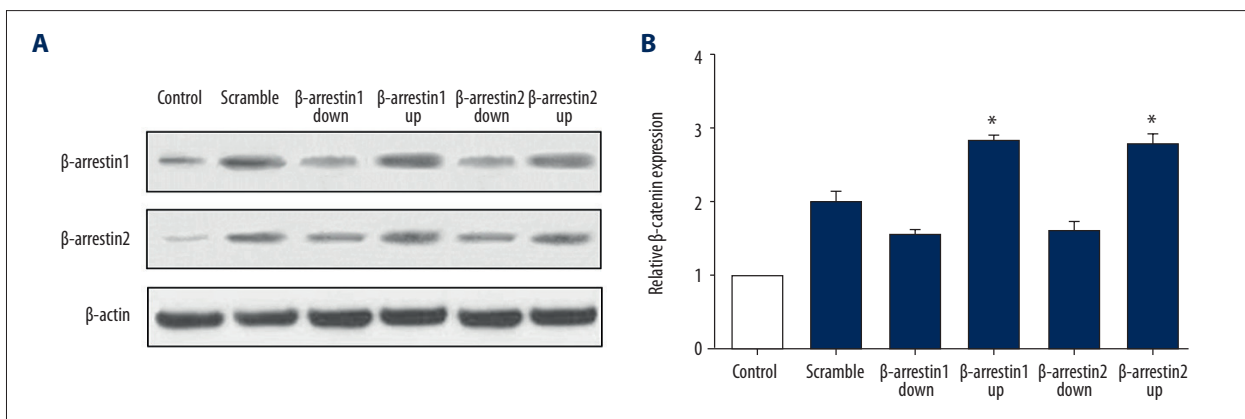 A
Control Scramble β-arrestin1 down β-arrestin1 up β-arrestin2 down β-arrestin2 up
β-arrestin1
β-arrestin2
β-actin
B
Relative β-catenin expression
4
3
2
1
0
* *
Control Scramble β-arrestin1 down β-arrestin1 up β-arrestin2 down β-arrestin2 up